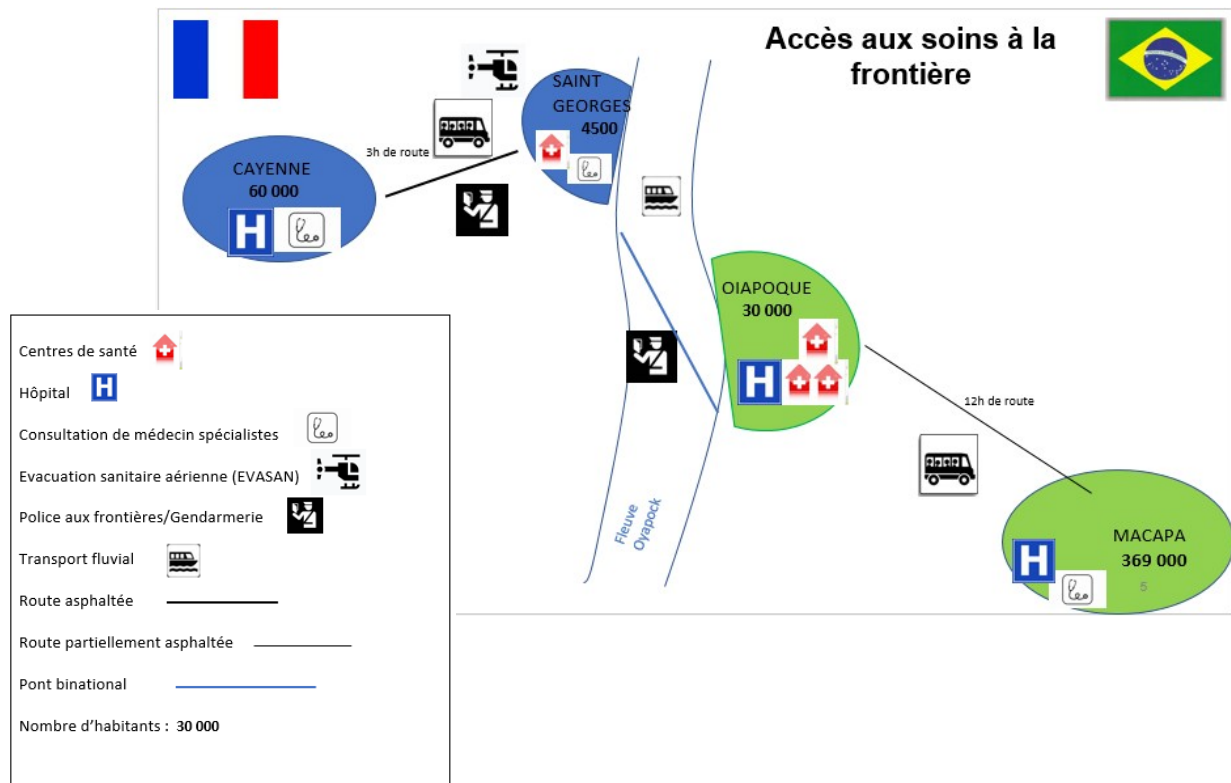 Accès aux soins à la
frontière
SAINT
GEORGES
4500
3h de route
CAYENNE
60 000
H
OIAPOQUE
30 000
H
12h de route
Fleuve
Oyapock
MACAPA
369 000
5
H
Centres de santé
Hôpital H
Consultation de médecin spécialistes
Evacuation sanitaire aérienne (EVASAN)
Police aux frontières/Gendarmerie
Transport fluvial
Route asphaltée
Route partiellement asphaltée
Pont binational
Nombre d'habitants : 30 000